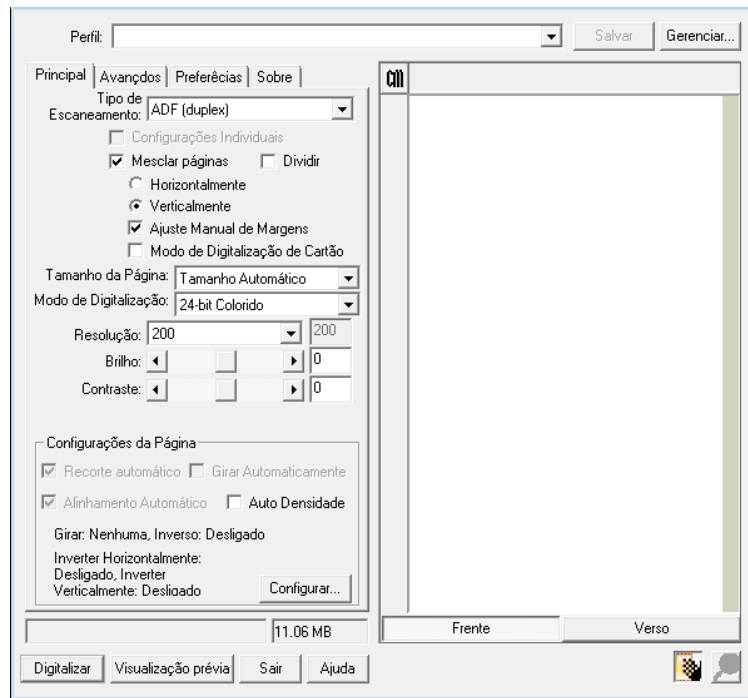 Perfil:
Salvar
Gerenciar...
Principal
Avançdos
Preferêcias
Sobre
Tipo de
Escaneamento:
ADF (duplex)
Configurações Individuais
Mesclar páginas
Dividir
Horizontalmente
Verticalmente
Ajuste Manual de Margens
Modo de Digitalização de Cartão
Tamanho da Página:
Tamanho Automático
Modo de Digitalização:
24-bit Colorido
Resolução:
200
200
Brilho:
0
Contraste:
0
Configurações da Página
Recorte automático
Girar Automaticamente
Alinhamento Automático
Auto Densidade
Girar: Nenhuma, Inverso: Desligado
Inverter Horizontalmente:
Desligado, Inverter
Verticalmente: Desligado
Configurar...
11.06 MB
Digitalizar
Visualização prévia
Sair
Ajuda
cm
Frente
Verso